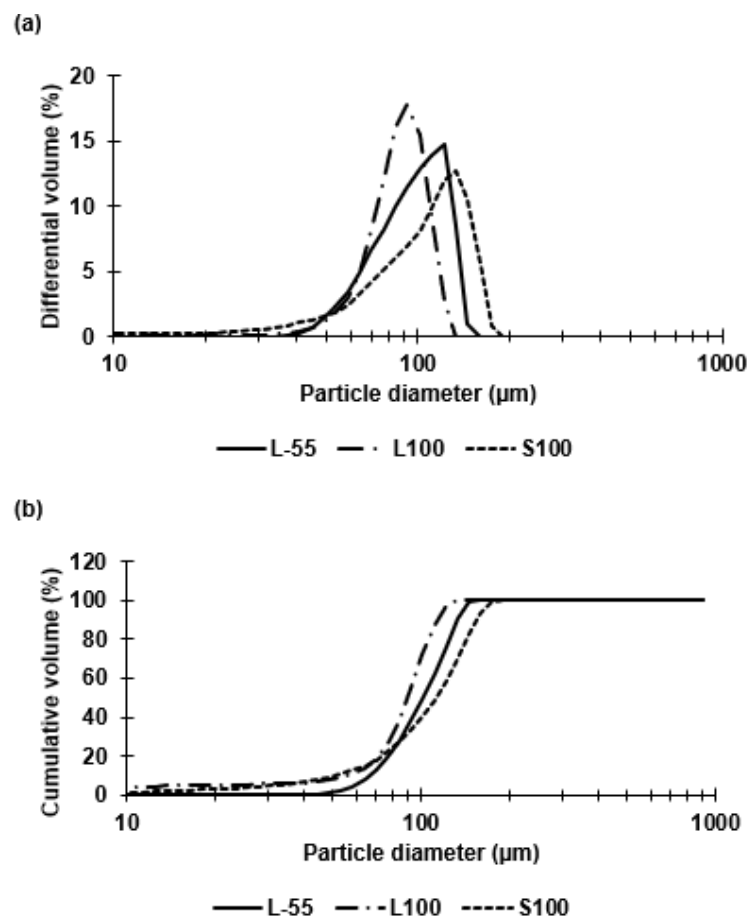 (a)
Differential volume (%)
20
15
10
5
0
10
100
1000
Particle diameter (µm)
L-55
L100
S100
(b)
Cumulative volume (%)
120
100
80
60
40
20
0
10
100
1000
Particle diameter (µm)
L-55
L100
S100